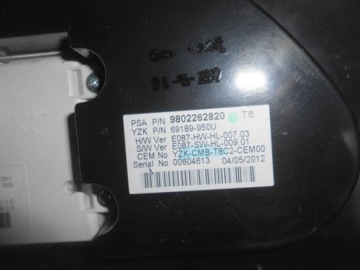 PSA P/N 9802262820 T8
YZK P/N 69189-950U
H/W Ver E087-HW-HL-007.03
S/W Ver E087-SW-HL-009.01
CEM No YZK-CMB-T8C2-CEM00
Serial No 00604613 04/05/2012